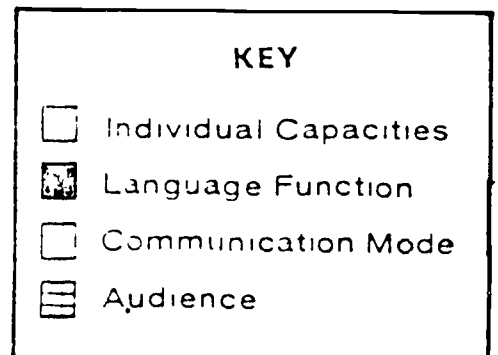 KEY
Individual Capacities
Language Function
Communication Mode
Audience